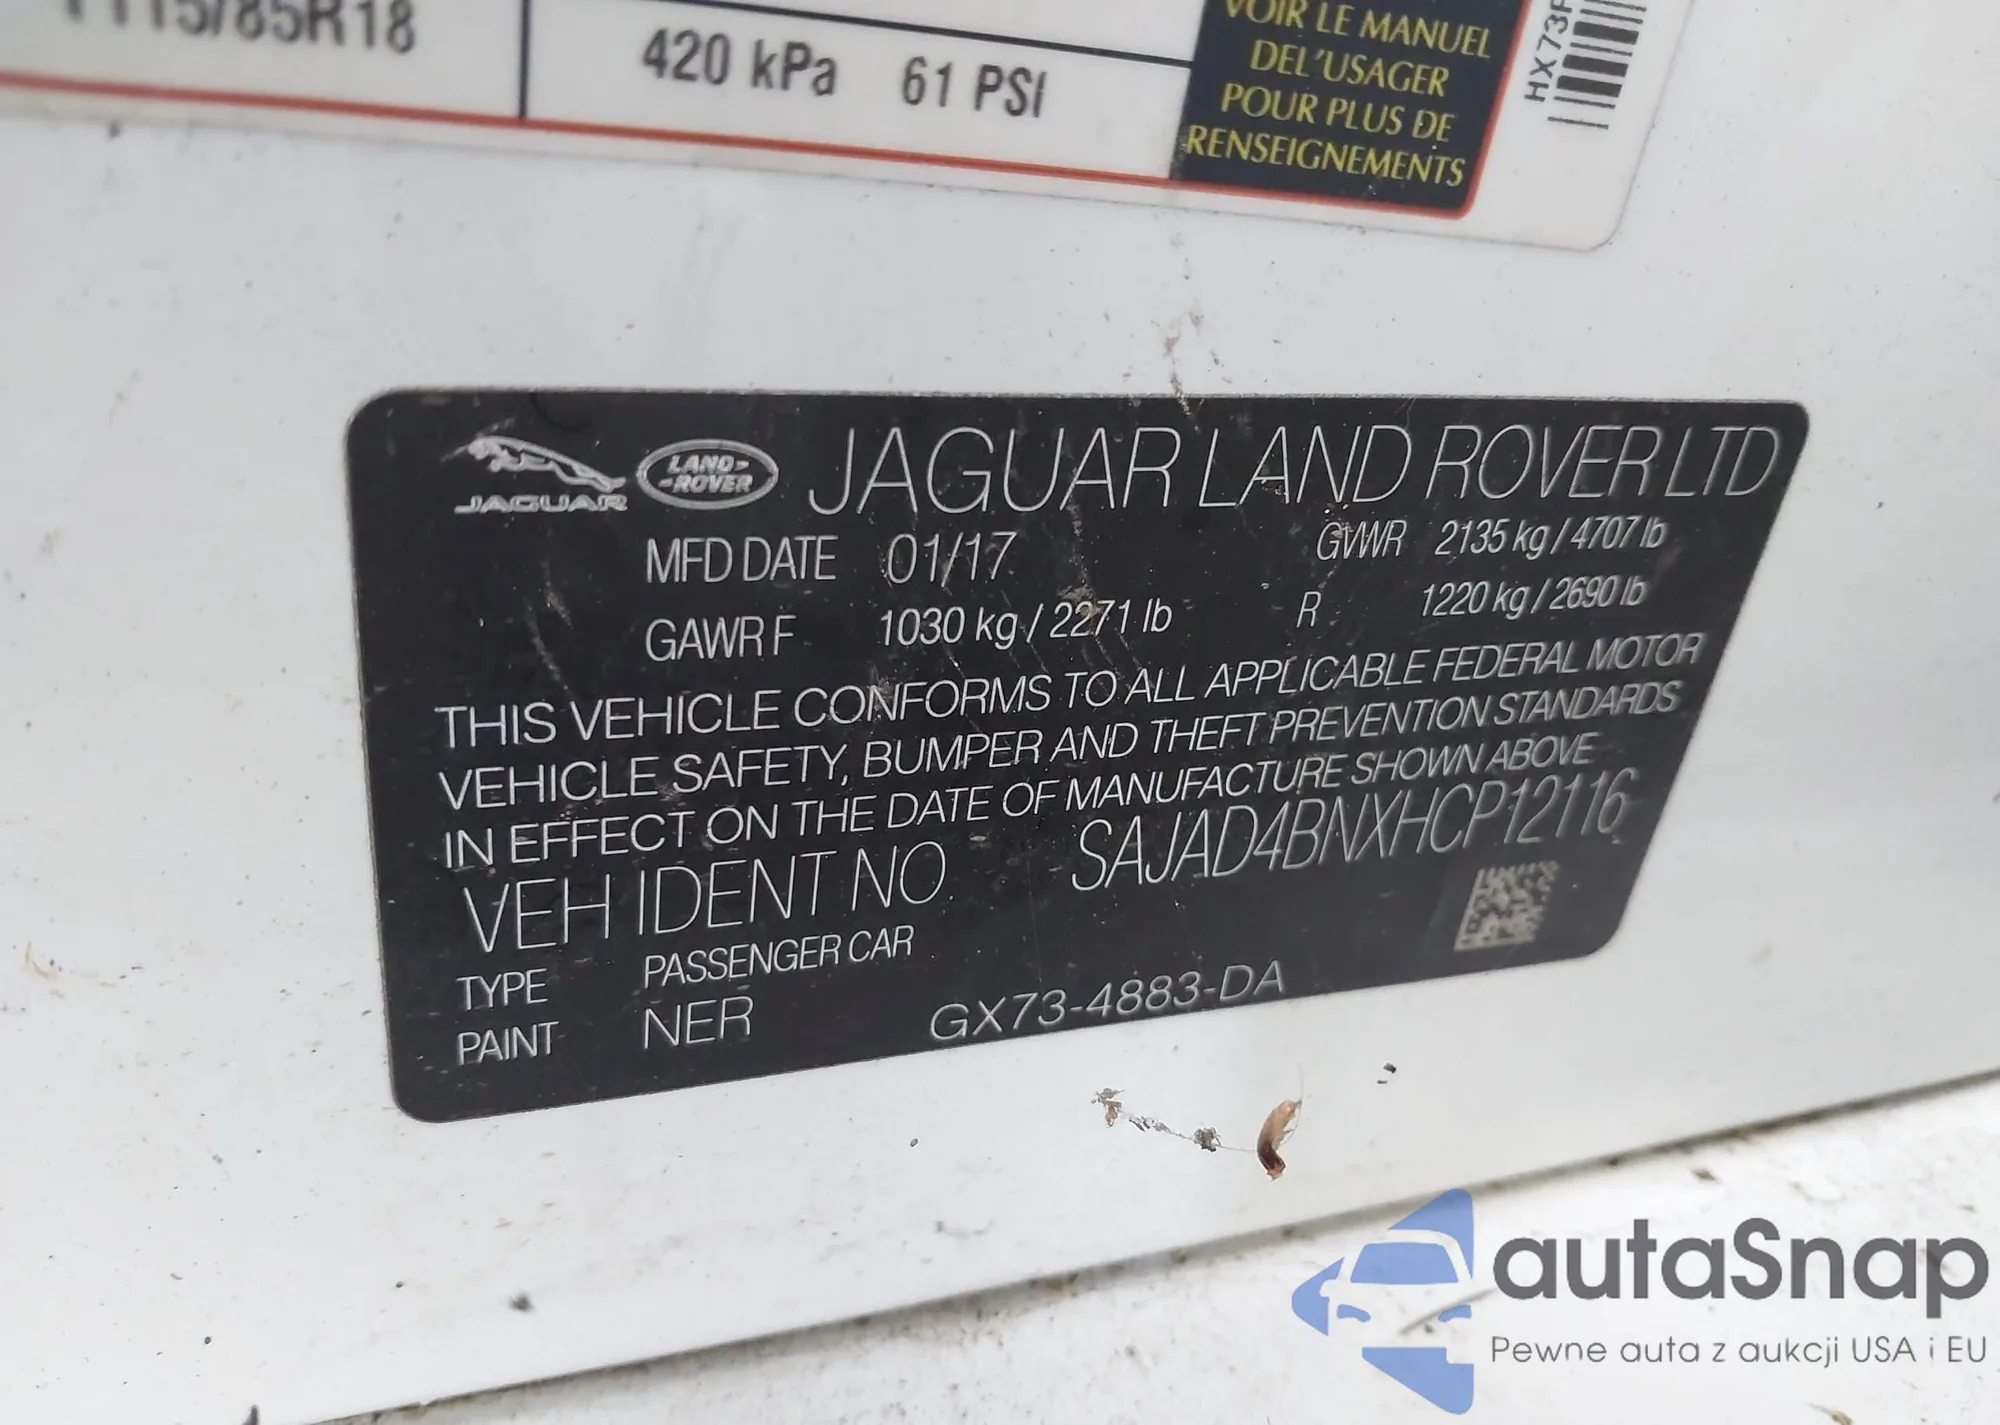 T115/85R18
420 kPa 61 PSI
VOIR LE MANUEL
DEL'USAGER
POUR PLUS DE
RENSEIGNEMENTS
JAGUAR
LAND-
-ROVER
JAGUAR LAND ROVER LTD
MFD DATE 01/17 GVWR 2135 kg / 4707 lb
GAWR F 1030 kg / 2271 lb R 1220 kg / 2690 lb
THIS VEHICLE CONFORMS TO ALL APPLICABLE FEDERAL MOTOR
VEHICLE SAFETY, BUMPER AND THEFT PREVENTION STANDARDS
IN EFFECT ON THE DATE OF MANUFACTURE SHOWN ABOVE
VEH IDENT NO SAJAD4BNXHCP12116
TYPE PASSENGER CAR
PAINT NER GX73-4883-DA
autoSnap
Pewne auta z aukcji USA i EU